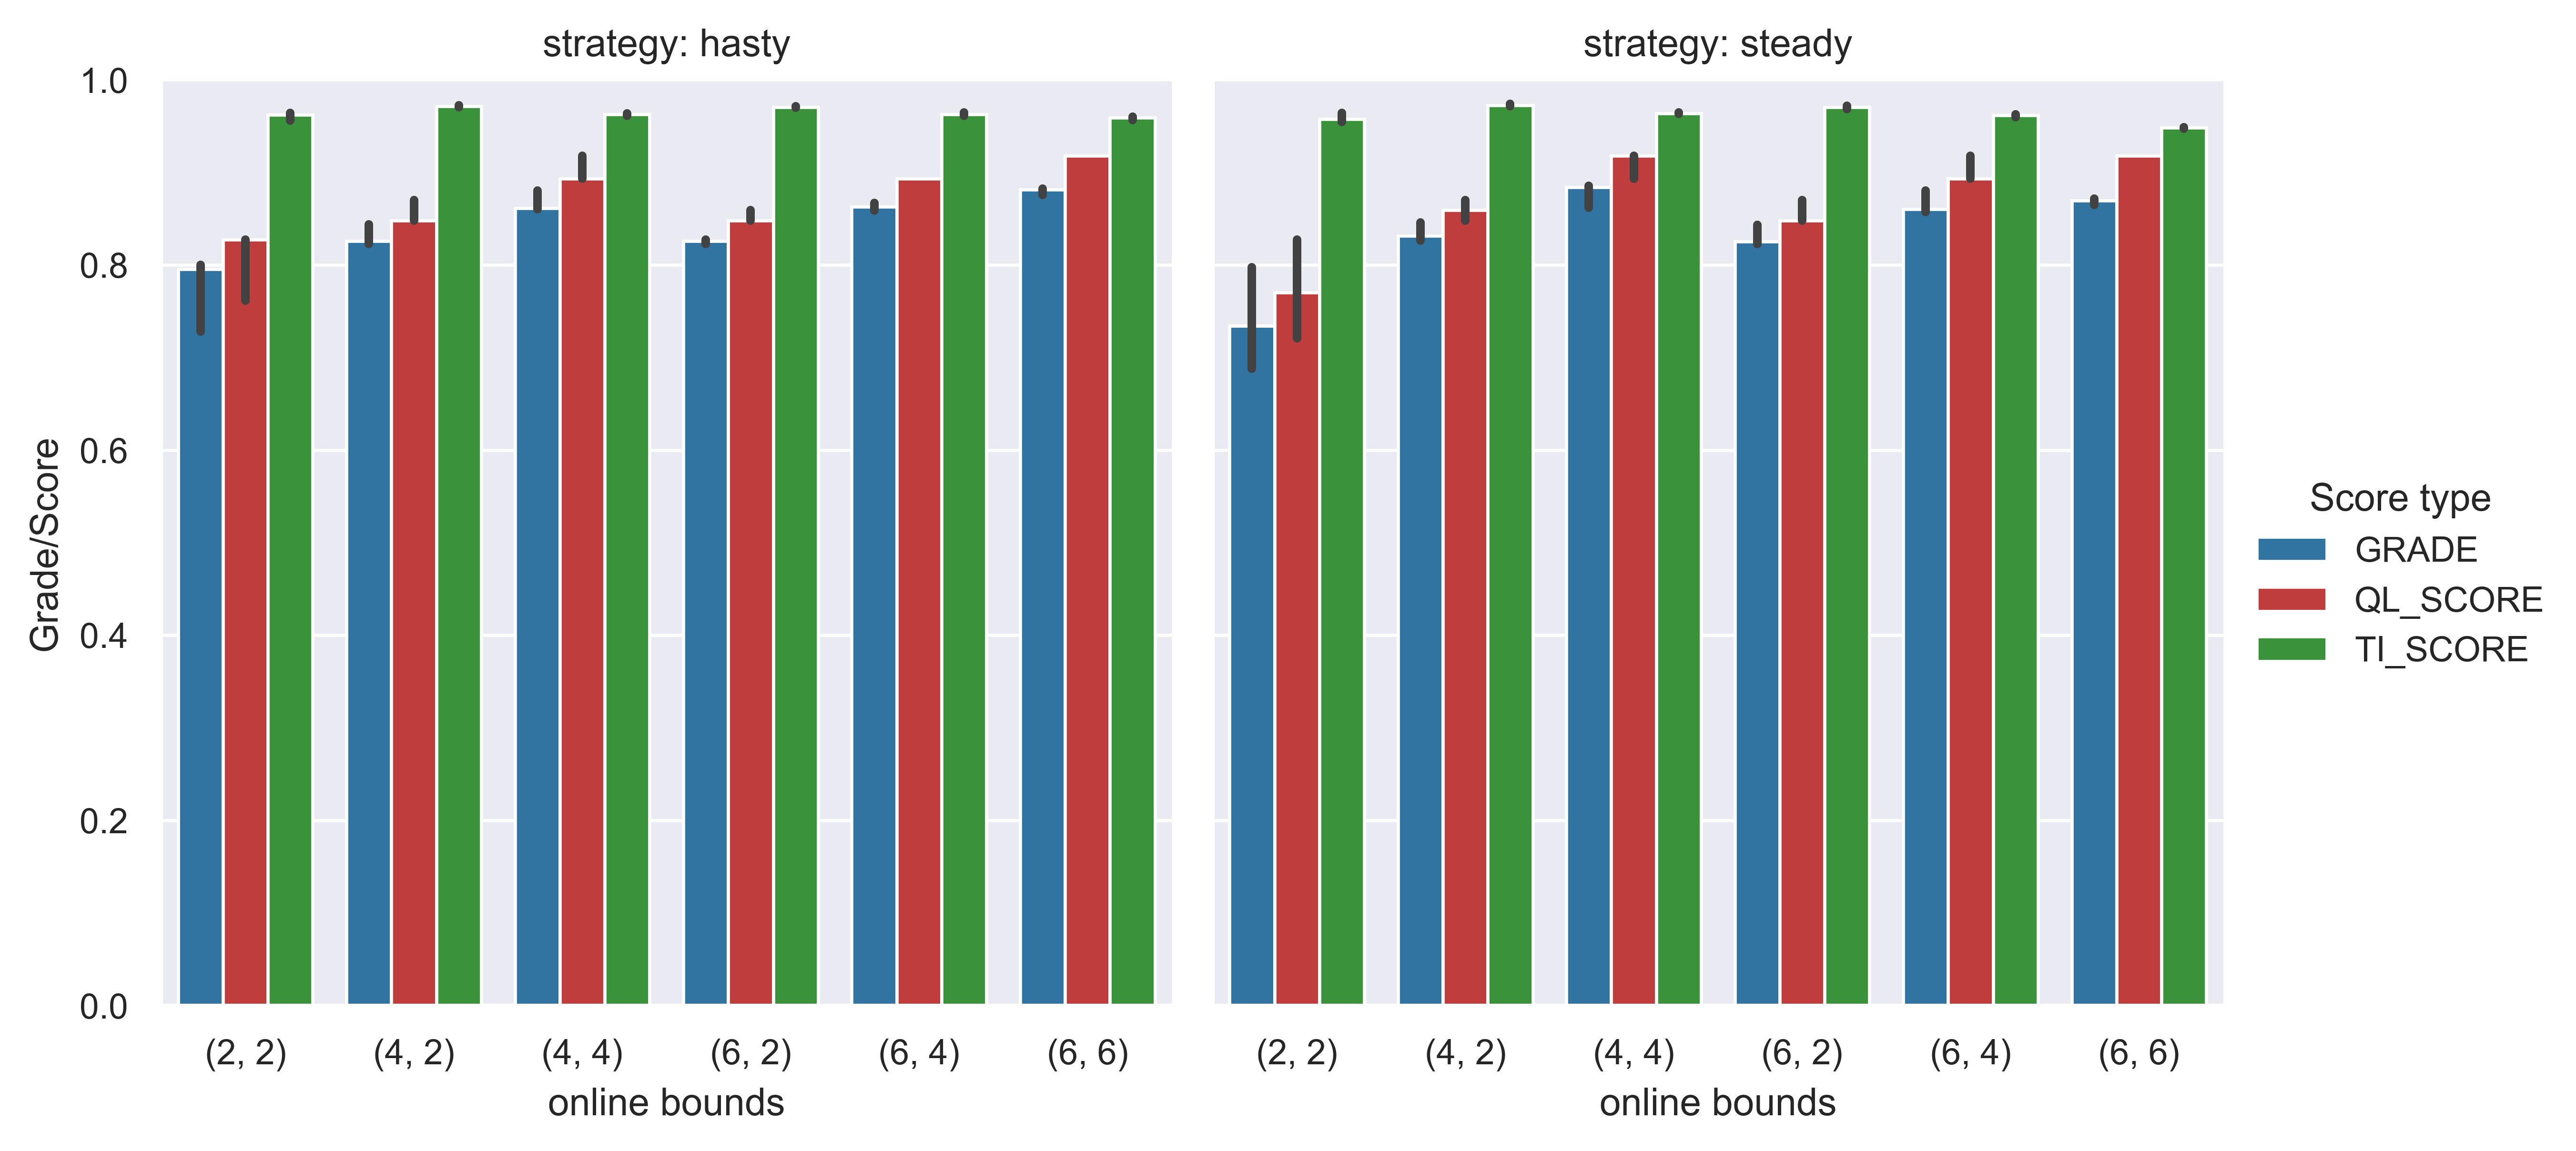 strategy: hasty
strategy: steady
Grade/Score
1.0
0.8
0.6
0.4
0.2
0.0
(2, 2) (4, 2) (4, 4) (6, 2) (6, 4) (6, 6)
online bounds
(2, 2) (4, 2) (4, 4) (6, 2) (6, 4) (6, 6)
online bounds
Score type
GRADE
QL_SCORE
TI_SCORE